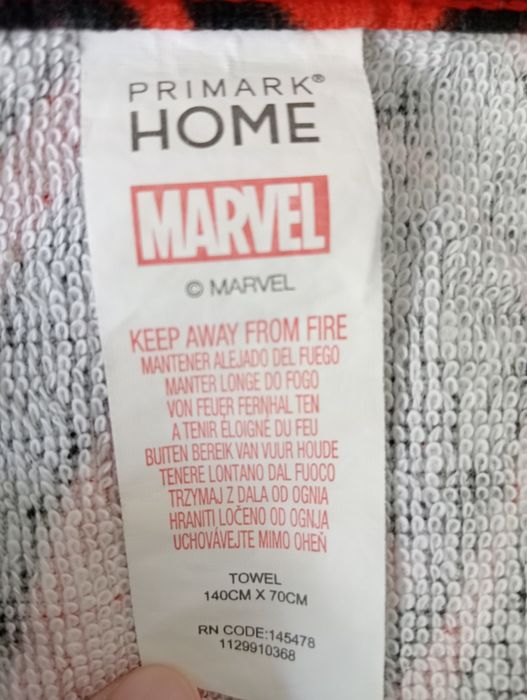 PRIMARK®
HOME
MARVEL
© MARVEL
KEEP AWAY FROM FIRE
MANTENER ALEJADO DEL FUEGO
MANTER LONGE DO FOGO
VON FEUER FERNHAL TEN
A TENIR ÉLOIGNÉ DU FEU
BUITEN BEREIK VAN VUUR HOUDE
TENERE LONTANO DAL FUOCO
TRZYMAJ Z DALA OD OGNIA
HRANITI LOČENO OD OGNJA
UCHOVÁVEJTE MIMO OHEŇ
TOWEL
140CM X 70CM
RN CODE:145478
1129910368